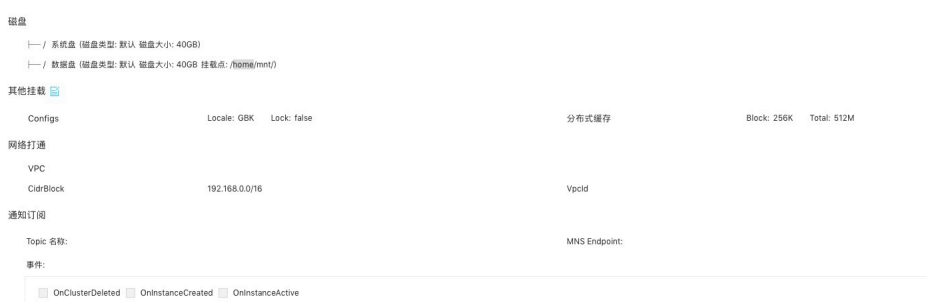 磁盘
/ 系统盘 (磁盘类型: 默认 磁盘大小: 40GB)
/ 数据盘 (磁盘类型: 默认 磁盘大小: 40GB 挂载点: /home/mnt/)
其他挂载
Configs Locale: GBK Lock: false 分布式缓存 Block: 256K Total: 512M
网络打通
VPC
CidrBlock 192.168.0.0/16 VpcId
通知订阅
Topic 名称: MNS Endpoint:
事件:
OnClusterDeleted OnInstanceCreated OnInstanceActive